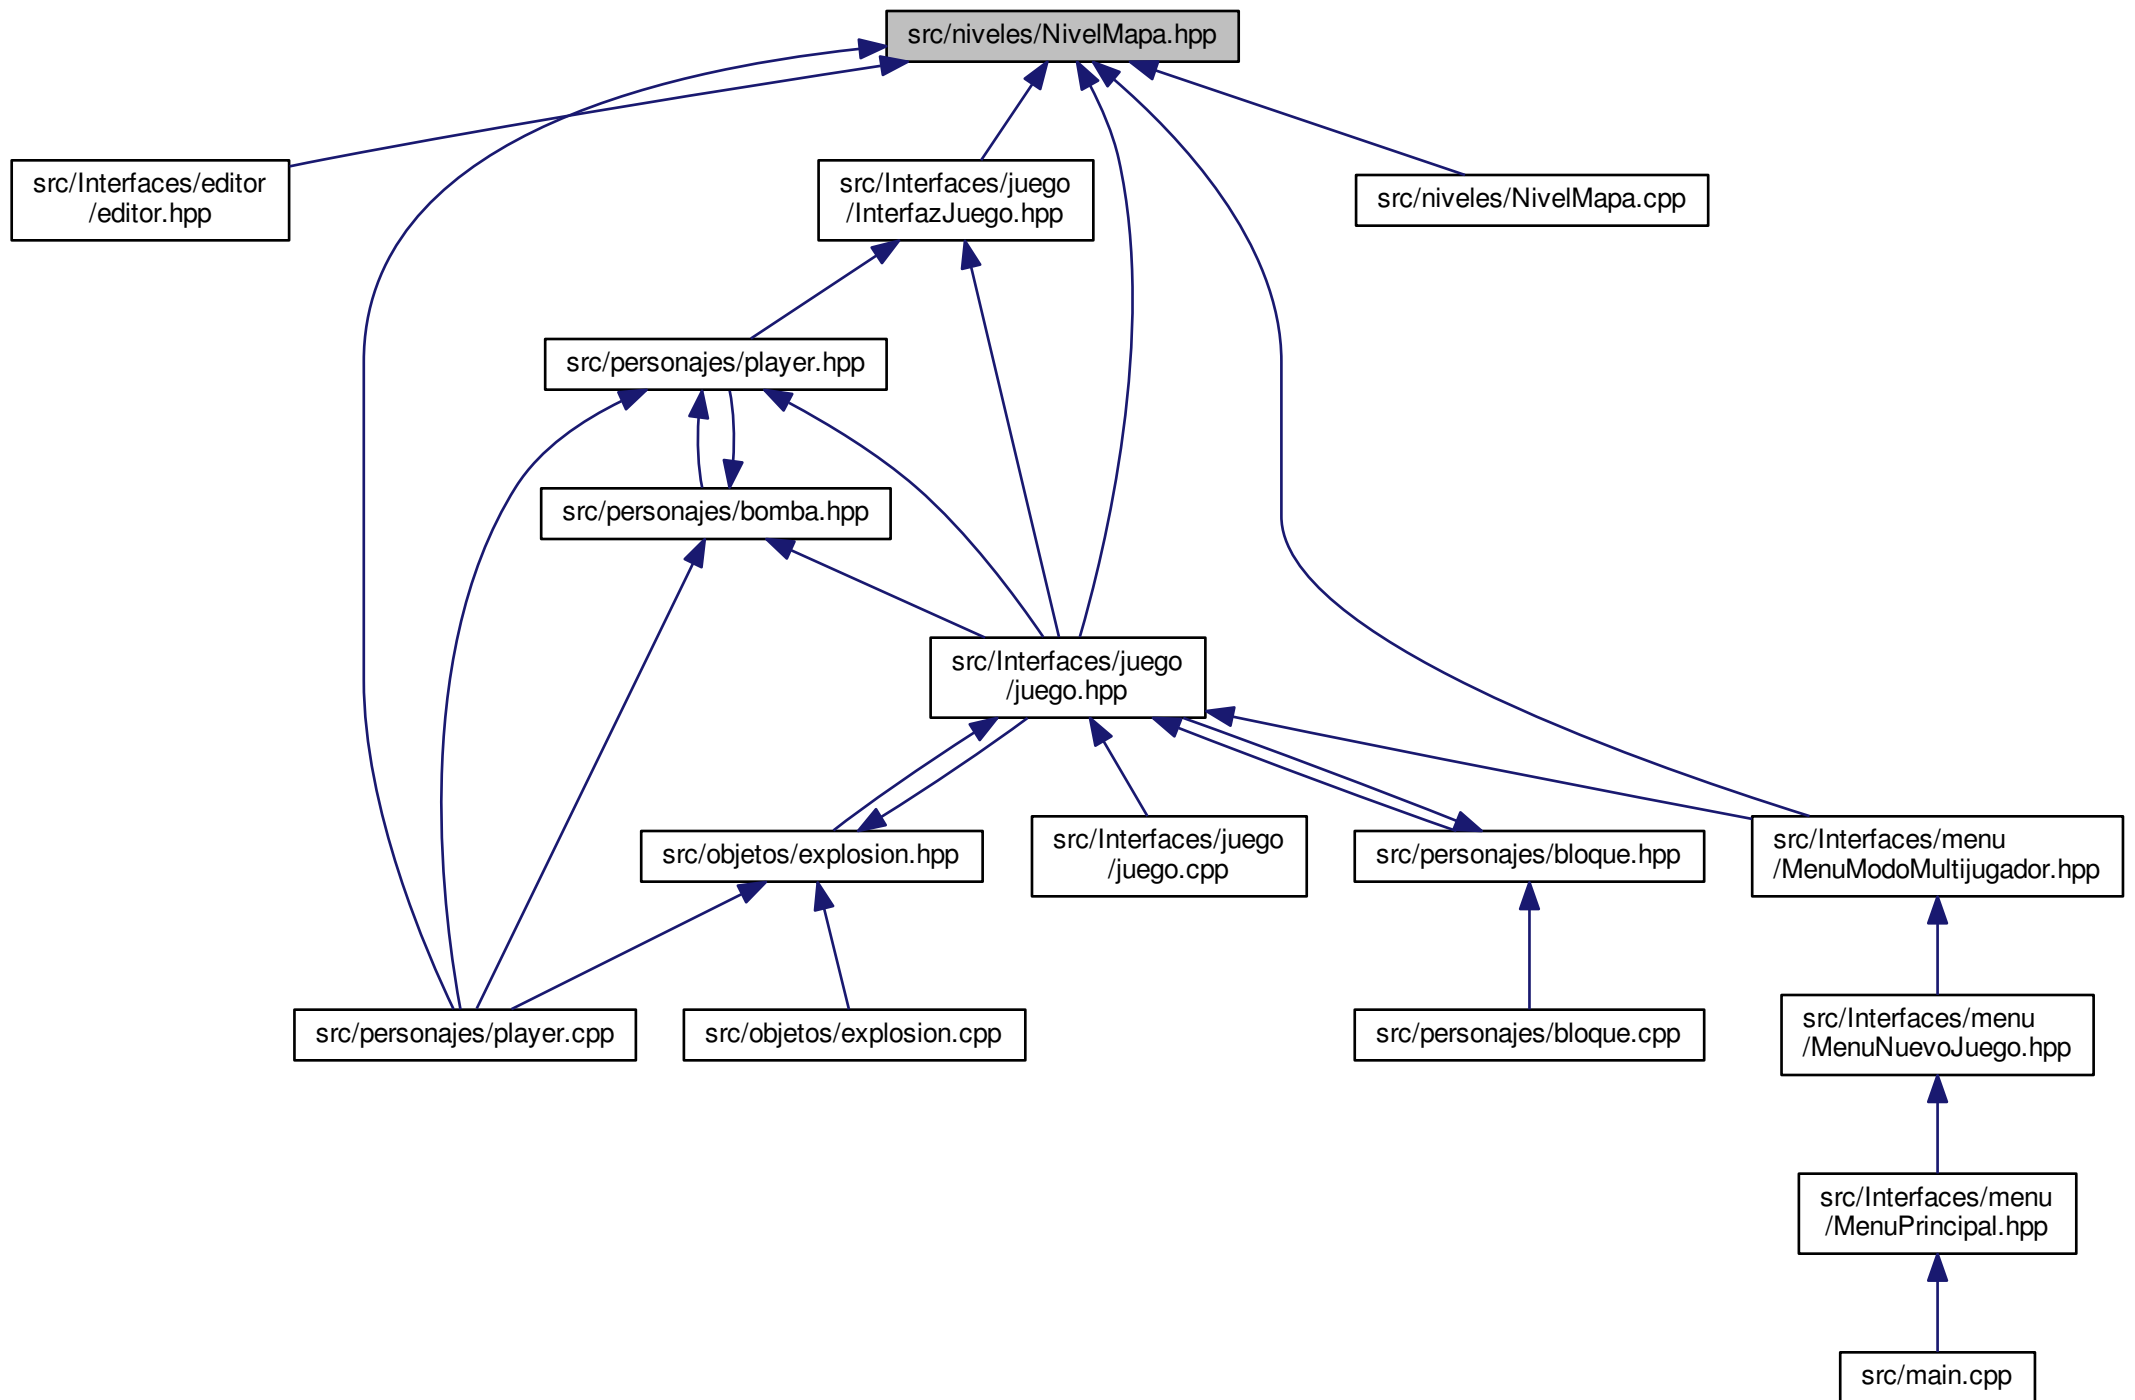 src/niveles/NivelMapa.hpp
src/Interfaces/editor
/editor.hpp
src/Interfaces/juego
/InterfazJuego.hpp
src/niveles/NivelMapa.cpp
src/personajes/player.hpp
src/personajes/bomba.hpp
src/Interfaces/juego
/juego.hpp
src/objetos/explosion.hpp
src/Interfaces/juego
/juego.cpp
src/personajes/bloque.hpp
src/Interfaces/menu
/MenuModoMultijugador.hpp
src/personajes/player.cpp
src/objetos/explosion.cpp
src/personajes/bloque.cpp
src/Interfaces/menu
/MenuNuevoJuego.hpp
src/Interfaces/menu
/MenuPrincipal.hpp
src/main.cpp